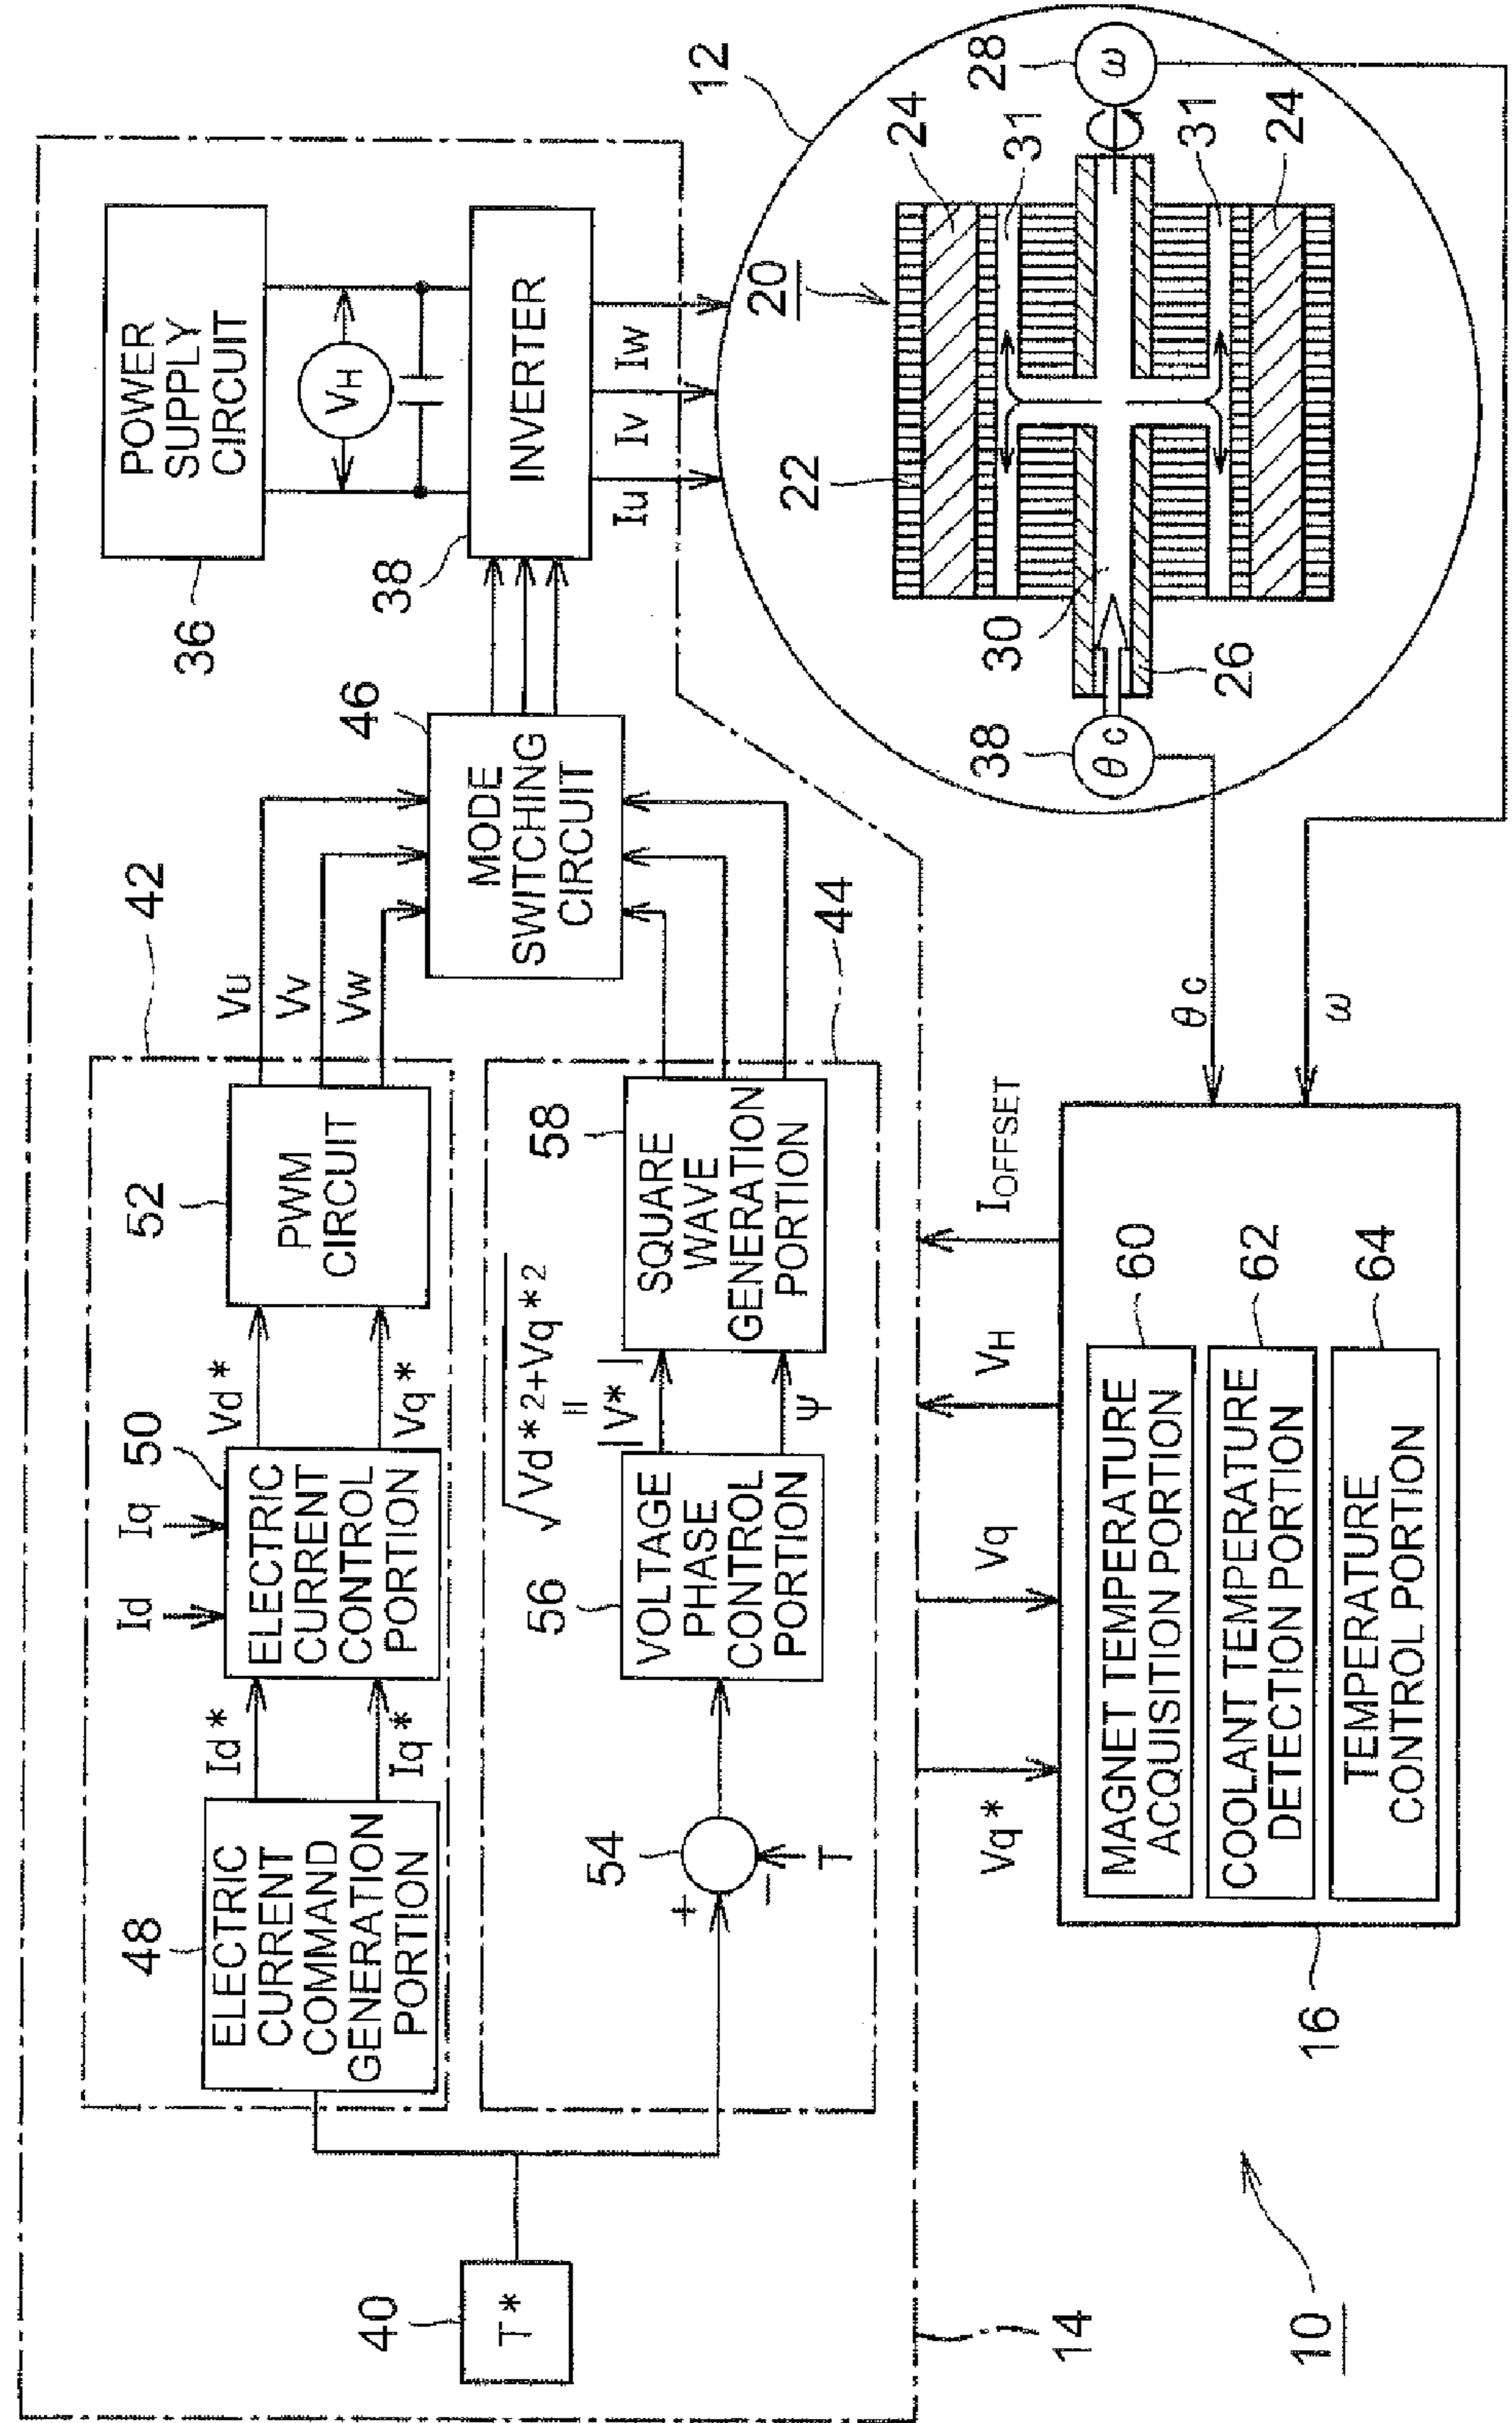 POWER
SUPPLY
CIRCUIT
36
VH
INVERTER
38
Iu
Iv
Iw
MODE
SWITCHING
CIRCUIT
46
42
Vu
Vv
Vw
PWM
CIRCUIT
52
Vd*
Vq*
Id
Iq
50
ELECTRIC
CURRENT
CONTROL
PORTION
Id*
Iq*
48
ELECTRIC
CURRENT
COMMAND
GENERATION
PORTION
40
T*
44
58
SQUARE
WAVE
GENERATION
PORTION
√Vd*2+Vq*2
=
|V*|
Ψ
56
VOLTAGE
PHASE
CONTROL
PORTION
54
+
−
T
14
12
20
22
24
31
28
ω
31
24
30
26
38
θc
θc
ω
Vq*
Vq
VH
IOFFSET
MAGNET TEMPERATURE
ACQUISITION PORTION
60
COOLANT TEMPERATURE
DETECTION PORTION
62
TEMPERATURE
CONTROL PORTION
64
16
10